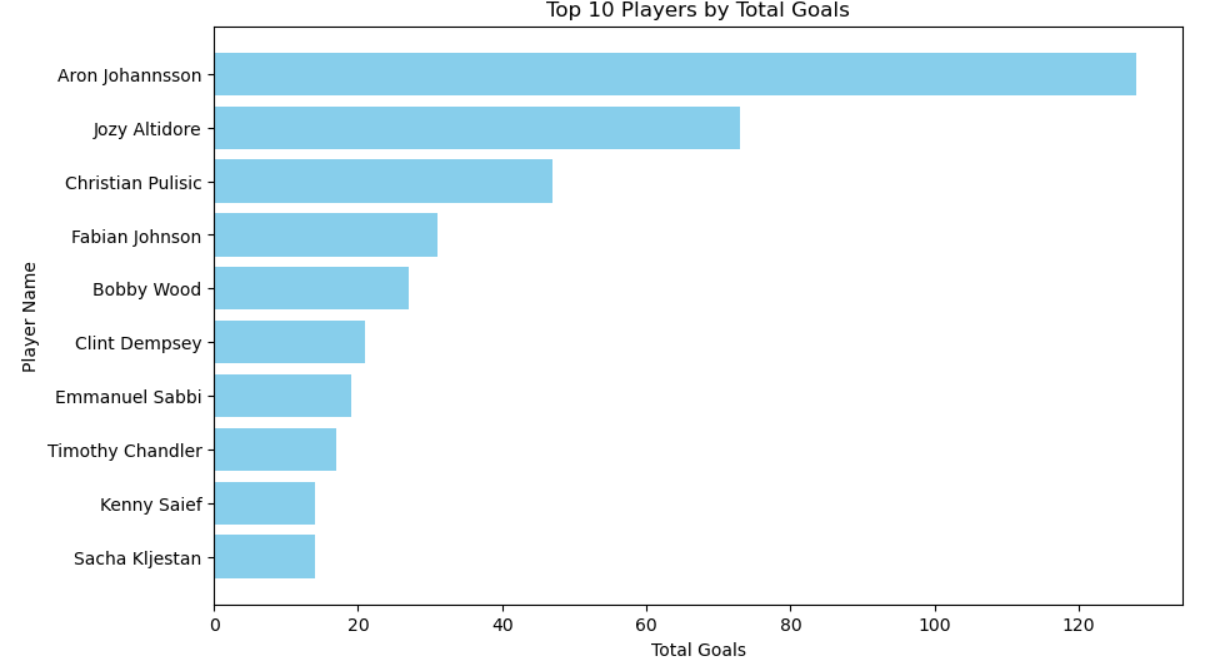 Top 10 Players by Total Goals
Player Name
Aron Johannsson
Jozy Altidore
Christian Pulisic
Fabian Johnson
Bobby Wood
Clint Dempsey
Emmanuel Sabbi
Timothy Chandler
Kenny Saief
Sacha Kljestan
0 20 40 60 80 100 120
Total Goals